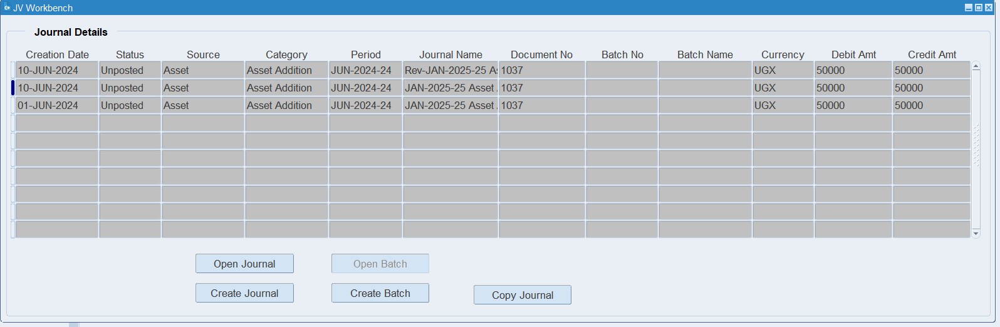 JV Workbench
Journal Details
Creation Date Status Source Category Period Journal Name Document No Batch No Batch Name Currency Debit Amt Credit Amt
10-JUN-2024 Unposted Asset Asset Addition JUN-2024-24 Rev-JAN-2025-25 As 1037 UGX 50000 50000
10-JUN-2024 Unposted Asset Asset Addition JUN-2024-24 JAN-2025-25 Asset 1037 UGX 50000 50000
01-JUN-2024 Unposted Asset Asset Addition JUN-2024-24 JAN-2025-25 Asset 1037 UGX 50000 50000
Open Journal Open Batch
Create Journal Create Batch Copy Journal